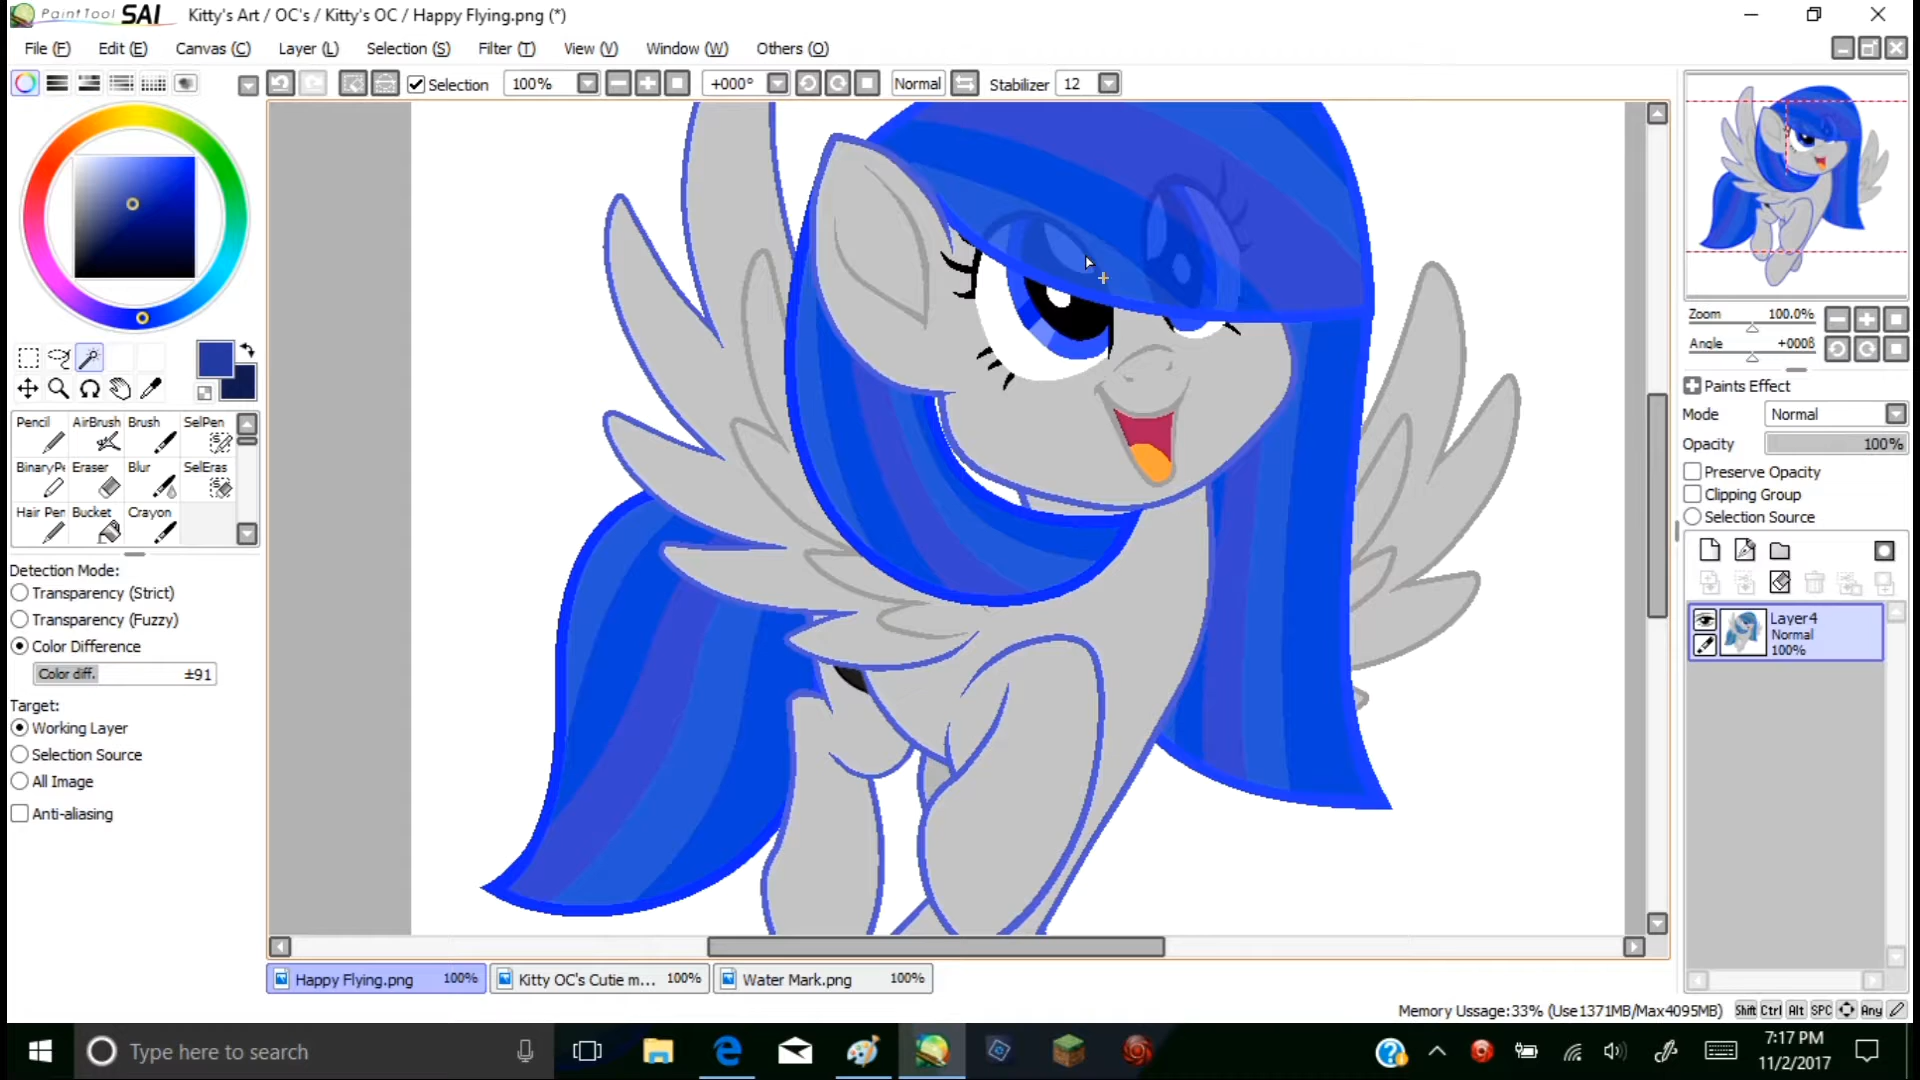 PaintTool SAI Kitty's Art / OC's / Kitty's OC / Happy Flying.png (*)
File (F) Edit (E) Canvas (C) Layer (L) Selection (S) Filter (T) View (V) Window (W) Others (O)
Selection 100% +000° Normal Stabilizer 12
Zoom 100.0%
Angle +000ß
Paints Effect
Mode Normal
Opacity 100%
Preserve Opacity
Clipping Group
Selection Source
Layer4
Normal
100%
Pencil AirBrush Brush SelPen
BinaryPe Eraser Blur SelEras
Hair Pen Bucket Crayon
Detection Mode:
Transparency (Strict)
Transparency (Fuzzy)
Color Difference
Color diff. ±91
Target:
Working Layer
Selection Source
All Image
Anti-aliasing
Happy Flying.png 100% Kitty OC's Cutie m... 100% Water Mark.png 100%
Memory Ussage:33% (Use1371MB/Max4095MB) Shift Ctrl Alt SPC Any
Type here to search
7:17 PM
11/2/2017